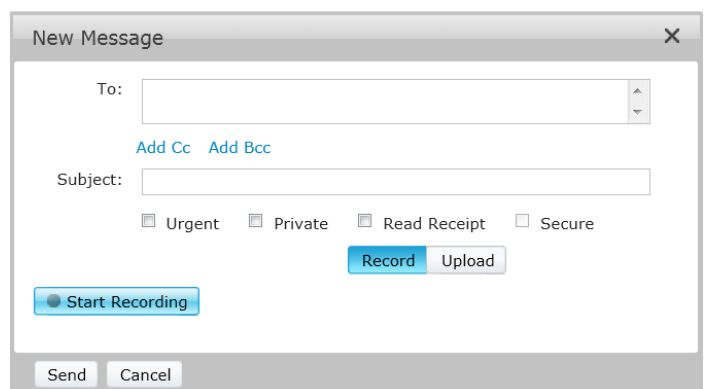 New Message
To:
Add Cc Add Bcc
Subject:
Urgent Private Read Receipt Secure
Record Upload
Start Recording
Send Cancel